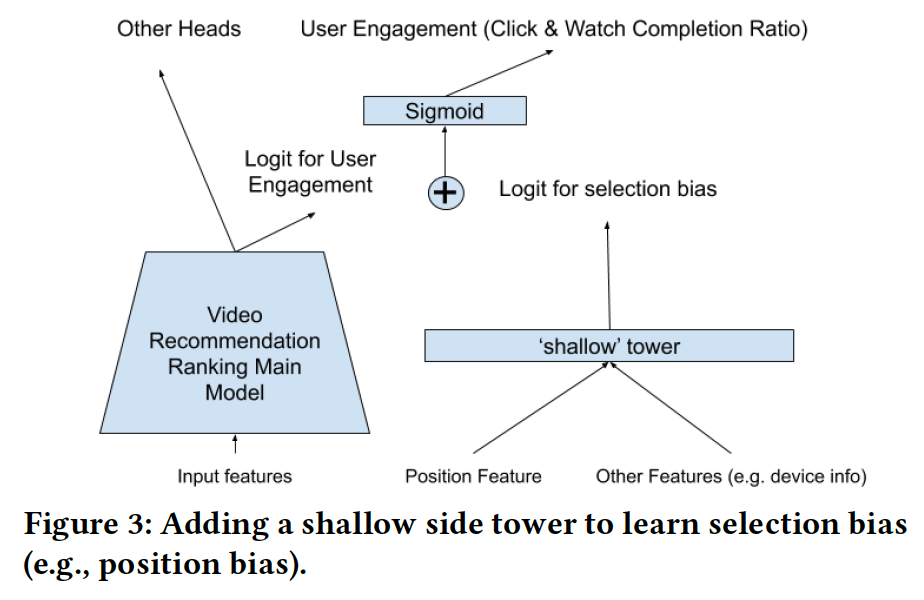 Other Heads
User Engagement (Click & Watch Completion Ratio)
Sigmoid
Logit for User
Engagement
+
Logit for selection bias
Video
Recommendation
Ranking Main
Model
‘shallow’ tower
Input features
Position Feature
Other Features (e.g. device info)
Figure 3: Adding a shallow side tower to learn selection bias
(e.g., position bias).